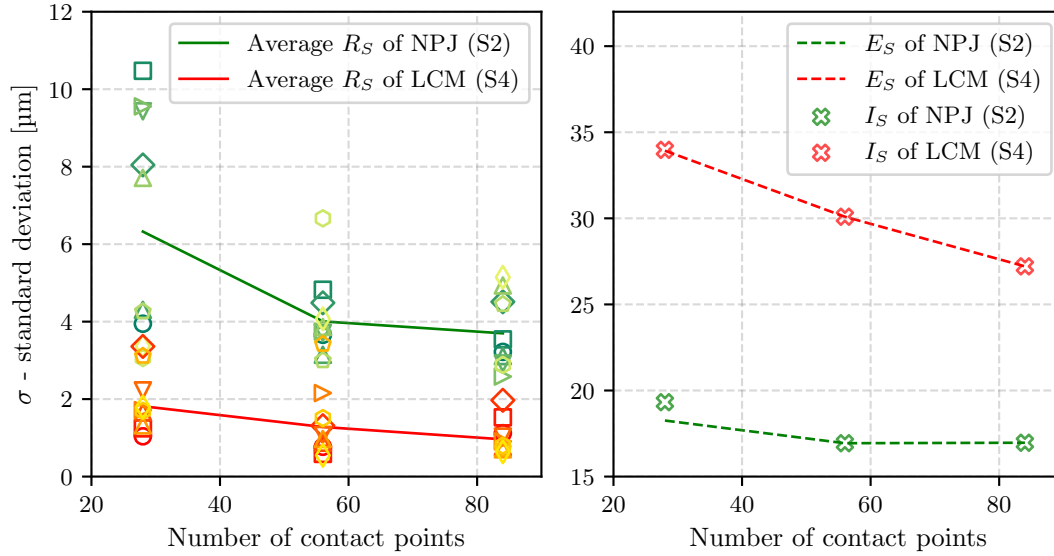 12
10
8
6
4
2
0
σ - standard deviation [µm]
Average R_S of NPJ (S2)
Average R_S of LCM (S4)
20 40 60 80
Number of contact points
40
35
30
25
20
15
E_S of NPJ (S2)
E_S of LCM (S4)
I_S of NPJ (S2)
I_S of LCM (S4)
20 40 60 80
Number of contact points